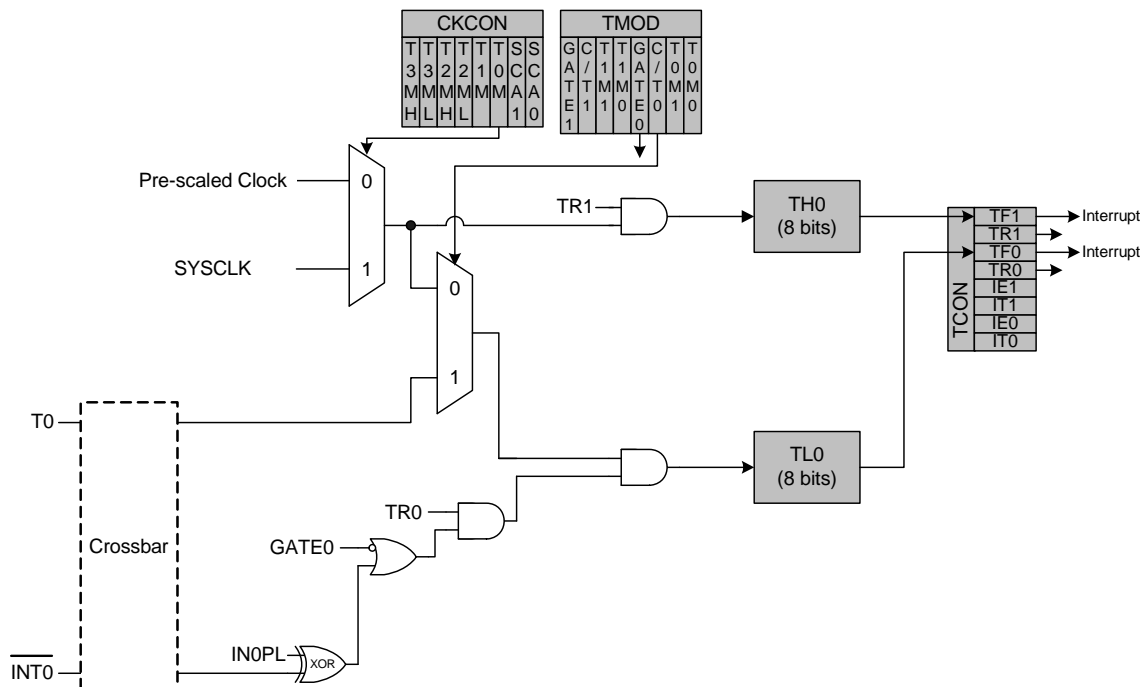 CKCON
T3MH
T3ML
T2MH
T2ML
T1M
T0M
SCA1
SCA0
TMOD
GATE1
C/T1
T1M1
T1M0
GATE0
C/T0
T0M1
T0M0
Pre-scaled Clock
0
SYSCLK
1
TR1
TH0
(8 bits)
TCON
TF1
TR1
TF0
TR0
IE1
IT1
IE0
IT0
Interrupt
Interrupt
0
1
T0
Crossbar
TL0
(8 bits)
TR0
GATE0
IN0PL
XOR
INT0